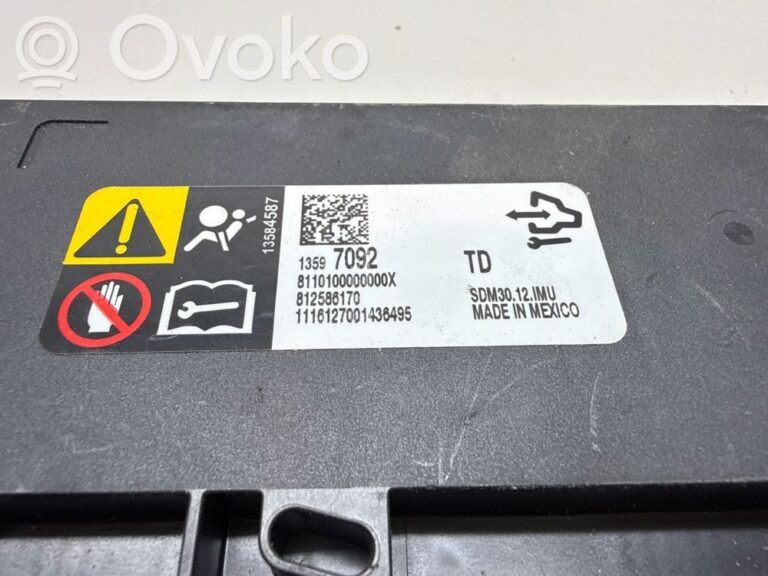 Ovoko
13584587
1359 7092 TD
8110100000000X
812586170
1116127001436495
SDM30.12.IMU
MADE IN MEXICO